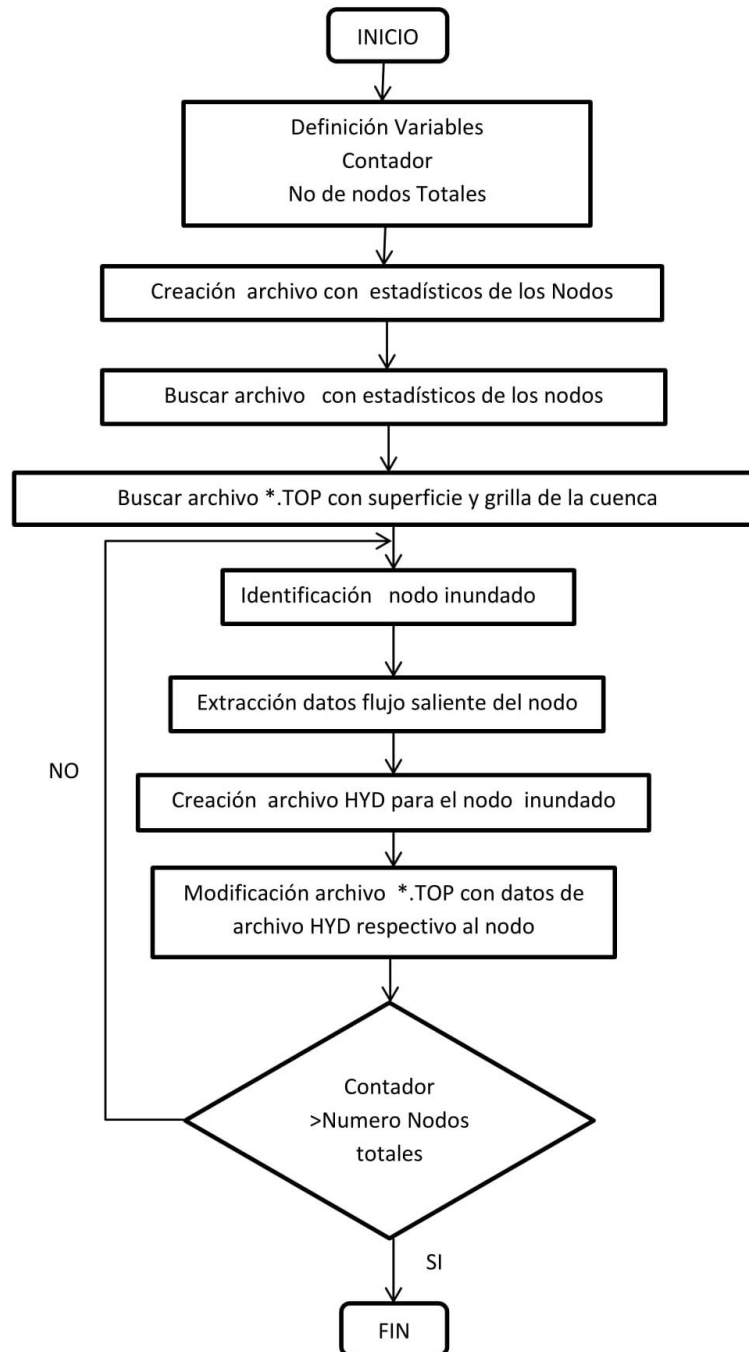 INICIO
Definición Variables
Contador
No de nodos Totales
Creación archivo con estadísticos de los Nodos
Buscar archivo con estadísticos de los nodos
Buscar archivo *.TOP con superficie y grilla de la cuenca
Identificación nodo inundado
Extracción datos flujo saliente del nodo
NO
Creación archivo HYD para el nodo inundado
Modificación archivo *.TOP con datos de
archivo HYD respectivo al nodo
Contador
>Numero Nodos
totales
SI
FIN